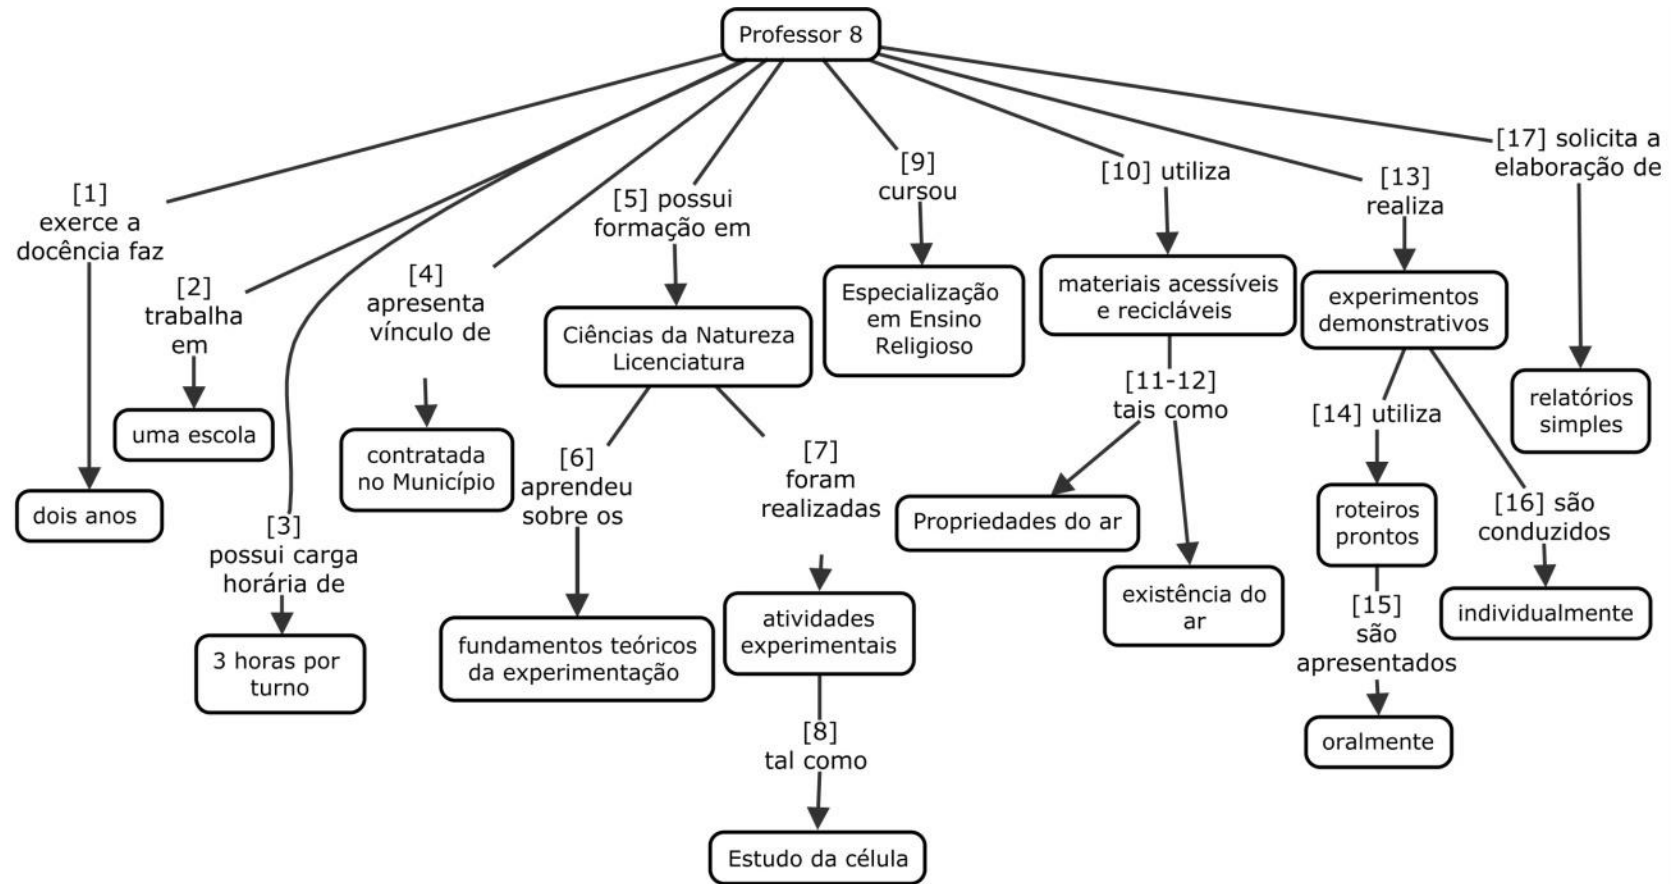 Professor 8
[1]
exerce a
docência faz
dois anos
[2]
trabalha
em
uma escola
[3]
possui carga
horária de
3 horas por
turno
[4]
apresenta
vínculo de
contratada
no Município
[5] possui
formação em
Ciências da Natureza
Licenciatura
[6]
aprendeu
sobre os
fundamentos teóricos
da experimentação
[7]
foram
realizadas
atividades
experimentais
[8]
tal como
Estudo da célula
[9]
cursou
Especialização
em Ensino
Religioso
[10] utiliza
materiais acessíveis
e recicláveis
[11-12]
tais como
Propriedades do ar
existência do
ar
[13]
realiza
experimentos
demonstrativos
[14] utiliza
roteiros
prontos
[15]
são
apresentados
oralmente
[16] são
conduzidos
individualmente
[17] solicita a
elaboração de
relatórios
simples